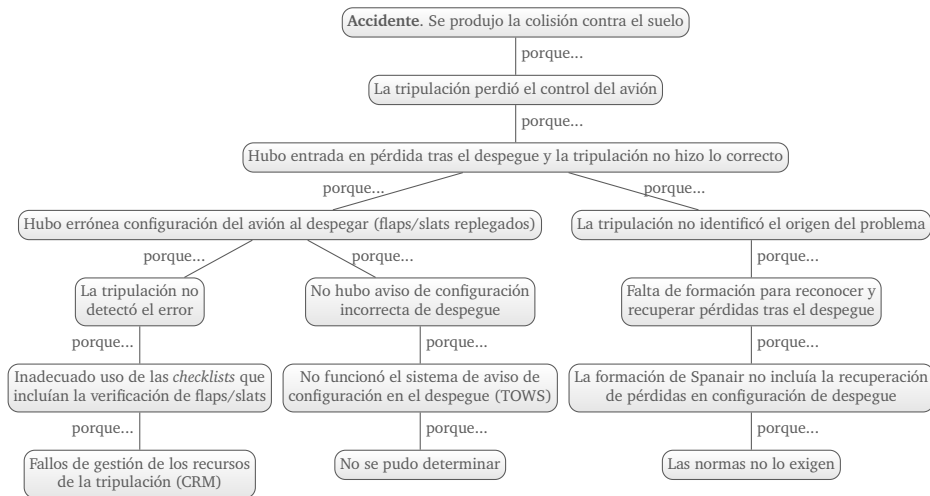 Accidente. Se produjo la colisión contra el suelo
porque...
La tripulación perdió el control del avión
porque...
Hubo entrada en pérdida tras el despegue y la tripulación no hizo lo correcto
porque...
porque...
Hubo errónea configuración del avión al despegar (flaps/slats replegados)
La tripulación no identificó el origen del problema
porque...
porque...
porque...
La tripulación no
detectó el error
No hubo aviso de configuración
incorrecta de despegue
Falta de formación para reconocer y
recuperar pérdidas tras el despegue
porque...
porque...
porque...
Inadecuado uso de las checklists que
incluían la verificación de flaps/slats
No funcionó el sistema de aviso de
configuración en el despegue (TOWS)
La formación de Spanair no incluía la recuperación
de pérdidas en configuración de despegue
porque...
porque...
porque...
Fallos de gestión de los recursos
de la tripulación (CRM)
No se pudo determinar
Las normas no lo exigen